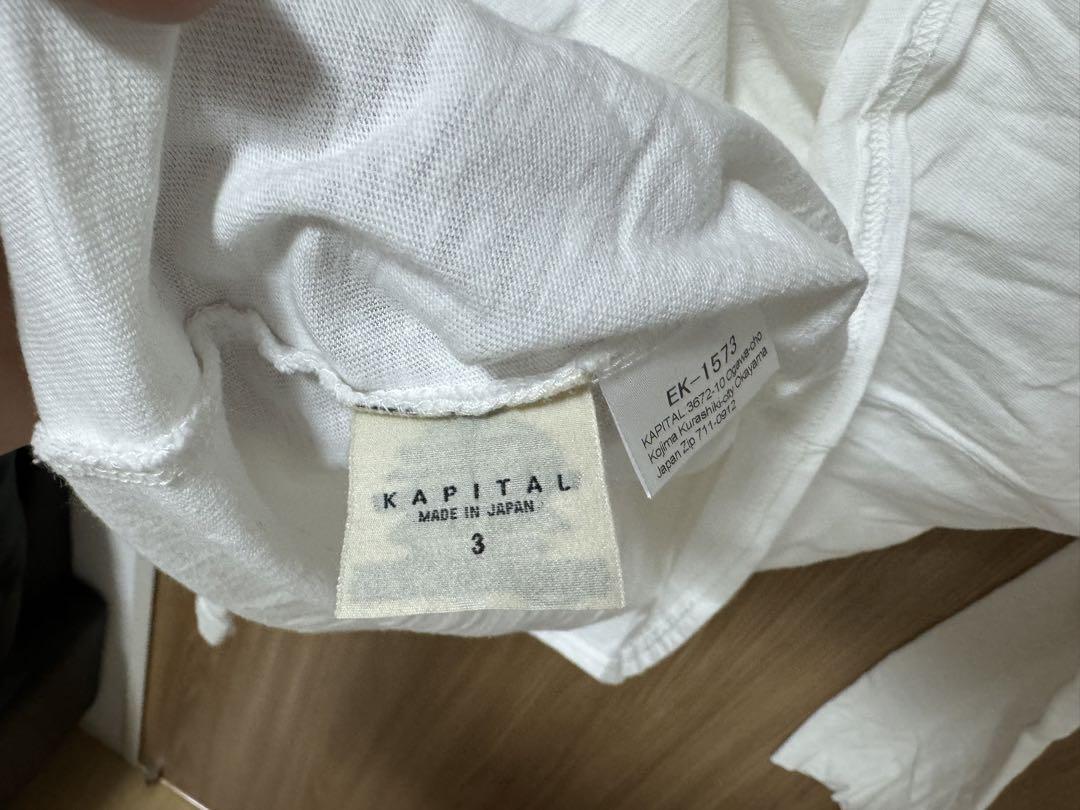 KAPITAL
MADE IN JAPAN
3
EK-1573
KAPITAL 3672-10 Ogawa-cho
Kojima Kurashiki-city Okayama
Japan Zip 711-0912